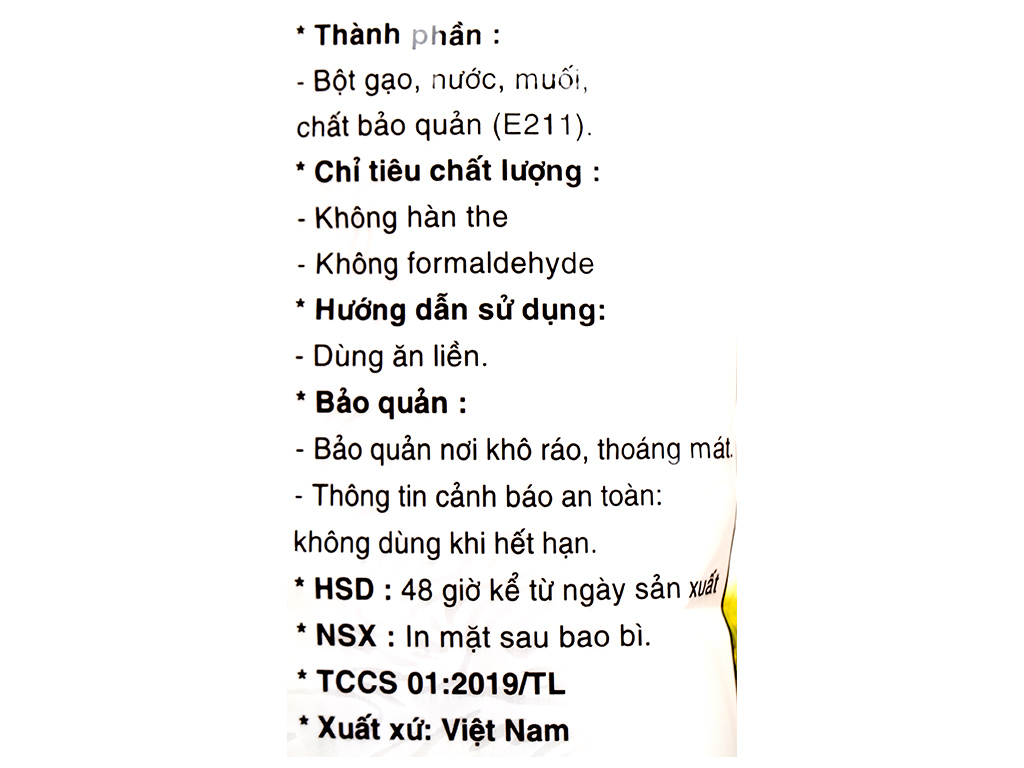 * Thành phần :
- Bột gạo, nước, muối,
chất bảo quản (E211).
* Chỉ tiêu chất lượng :
- Không hàn the
- Không formaldehyde
* Hướng dẫn sử dụng:
- Dùng ăn liền.
* Bảo quản :
- Bảo quản nơi khô ráo, thoáng mát.
- Thông tin cảnh báo an toàn:
không dùng khi hết hạn.
* HSD : 48 giờ kể từ ngày sản xuất
* NSX : In mặt sau bao bì.
* TCCS 01:2019/TL
* Xuất xứ: Việt Nam